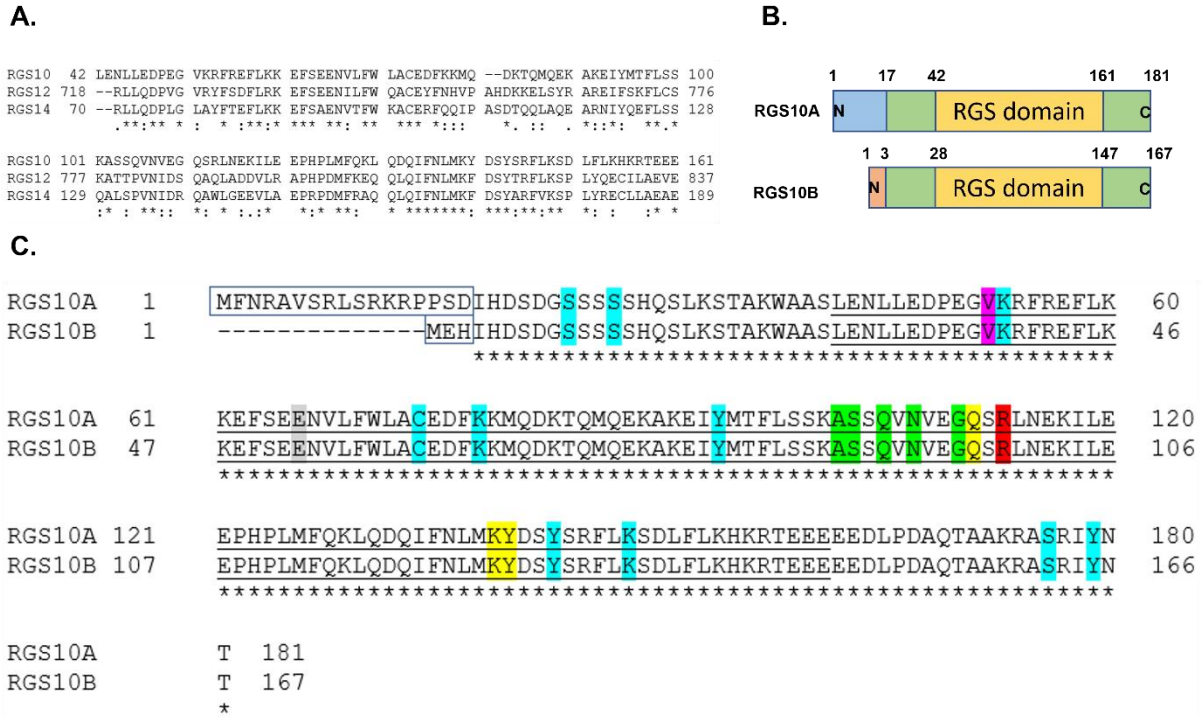 A.
RGS10 42 LENLLEDPEG VKRFREFLKK EFSEENVLFW LACEDFKKMQ --DKTQMQEK AKEIYMTFLSS 100
RGS12 718 --RLLQDPVG VRYFSDFLRK EFSEENILFW QACEYFNHVP AHDKKELSYR AREIFSKFLCS 776
RGS14 70 --RLLQDPLG LAYFTEFLKK EFSAENVTFW KACERFQQIP ASDTQQLAQE ARNIYQEFLSS 128
.**:** * : * :**:* *** **: ** *** *::: *. :: . *.:*: **.*
RGS10 101 KASSQVNVEG QSRLNEKILE EPHPLMFQKL QDQIFNLMKY DSYSRFLKSD LFLKHKRTEEE 161
RGS12 777 KATTPVNIDS QAQLADDVLR APHPDMFKEQ QLQIFNLMKF DSYTRFLKSP LYQECILAEVE 837
RGS14 129 QALSPVNIDR QAWLGEEVLA EPRPDMFRAQ QLQIFNLMKF DSYARFVKSP LYRECLLAEAE 189
:* : **:: *: * :.:* *:* **: * *******: ***:**:** *: : :* *
B.
1 17 42 161 181
RGS10A N RGS domain C
1 3 28 147 167
RGS10B N RGS domain C
C.
RGS10A 1 MFNRAVSRLSRKRPPSDIHDSDGSSSSSHQSLKSTAKWAASLENLLEDPEGVKRFREFLK 60
RGS10B 1 --------------MEHIHDSDGSSSSSHQSLKSTAKWAASLENLLEDPEGVKRFREFLK 46
*******************************************
RGS10A 61 KEFSEENVLFWLACEDFKKMQDKTQMQEKAKEIYMTFLSSKASSQVNVEGQSRLNEKILE 120
RGS10B 47 KEFSEENVLFWLACEDFKKMQDKTQMQEKAKEIYMTFLSSKASSQVNVEGQSRLNEKILE 106
************************************************************
RGS10A 121 EPHPLMFQKLQDQIFNLMKYDSYSRFLKSDLFLKHKRTEEEEEDLPDAQTAAKRASRIYN 180
RGS10B 107 EPHPLMFQKLQDQIFNLMKYDSYSRFLKSDLFLKHKRTEEEEEDLPDAQTAAKRASRIYN 166
************************************************************
RGS10A T 181
RGS10B T 167
*